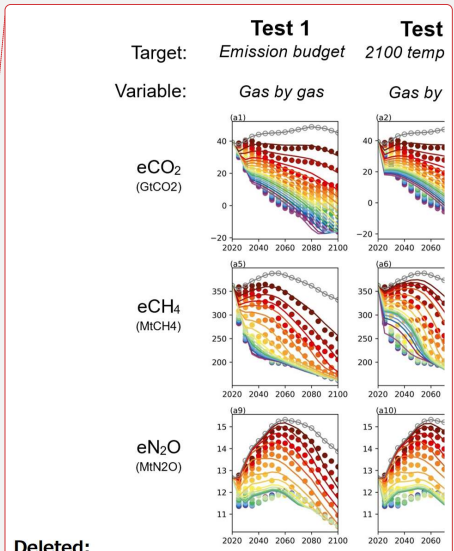 Test 1 Test
Target: Emission budget 2100 temp
Variable: Gas by gas Gas by
(a1) (a2)
eCO₂
(GtCO2)
40
20
0
−20
2020 2040 2060 2080 2100
40
20
0
−20
2020 2040 2060
(a5) (a6)
eCH₄
(MtCH4)
350
300
250
200
2020 2040 2060 2080 2100
350
300
250
200
2020 2040 2060
(a9) (a10)
eN₂O
(MtN2O)
15
14
13
12
11
2020 2040 2060 2080 2100
15
14
13
12
11
2020 2040 2060
Deleted: